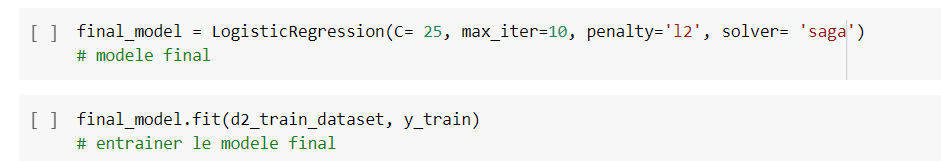 [ ] final_model = LogisticRegression(C= 25, max_iter=10, penalty='l2', solver= 'saga')
# modele final
[ ] final_model.fit(d2_train_dataset, y_train)
# entrainer le modele final